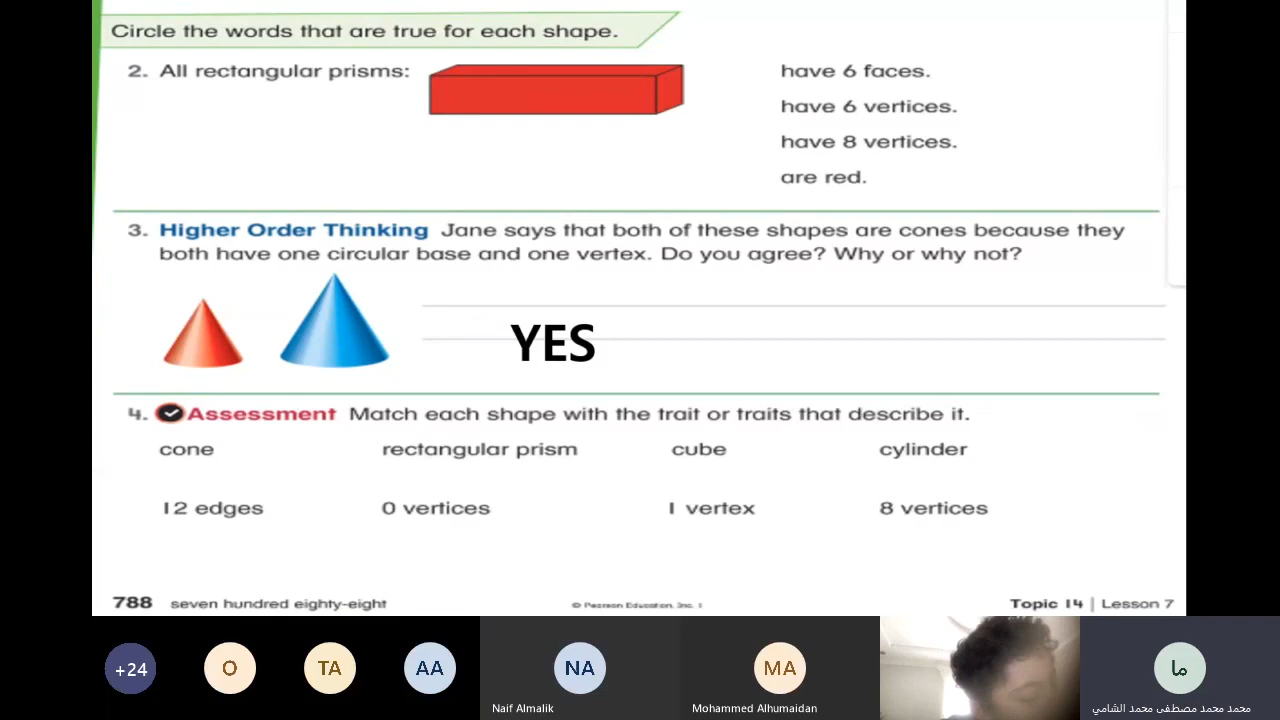 Circle the words that are true for each shape.
2. All rectangular prisms:
have 6 faces.
have 6 vertices.
have 8 vertices.
are red.
3. Higher Order Thinking Jane says that both of these shapes are cones because they
both have one circular base and one vertex. Do you agree? Why or why not?
YES
4. Assessment Match each shape with the trait or traits that describe it.
cone rectangular prism cube cylinder
12 edges 0 vertices 1 vertex 8 vertices
788 seven hundred eighty-eight © Pearson Education, Inc. 1 Topic 14 | Lesson 7
+24 O TA AA NA MA ما
Naif Almalik Mohammed Alhumaidan محمد محمد مصطفى محمد الشامي